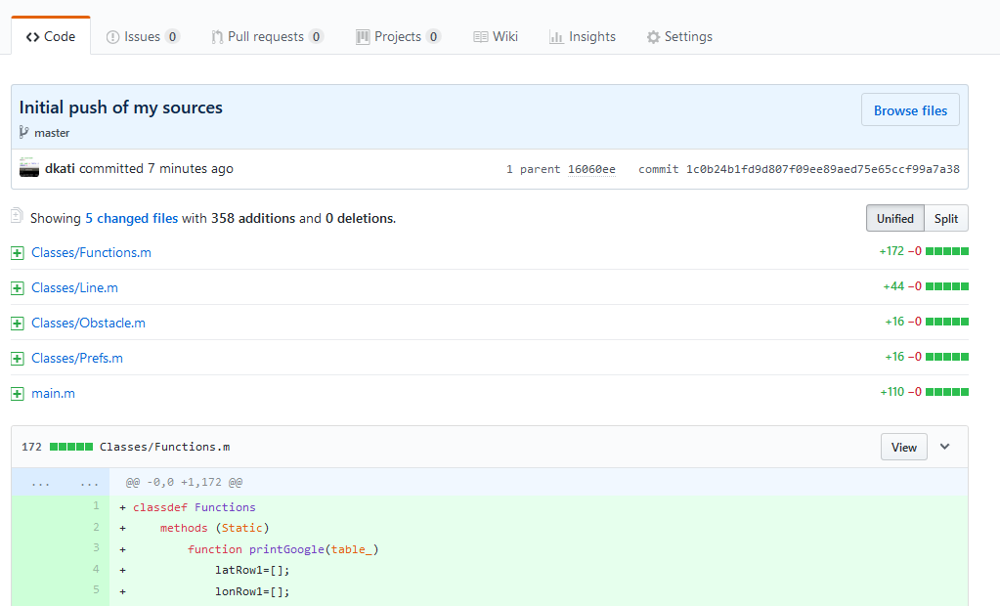 Code Issues 0 Pull requests 0 Projects 0 Wiki Insights Settings
Initial push of my sources
Browse files
master
dkati committed 7 minutes ago 1 parent 16060ee commit 1c0b24b1fd9d807f09ee89aed75e65ccf99a7a38
Showing 5 changed files with 358 additions and 0 deletions. Unified Split
Classes/Functions.m +172 −0
Classes/Line.m +44 −0
Classes/Obstacle.m +16 −0
Classes/Prefs.m +16 −0
main.m +110 −0
172 Classes/Functions.m View
... ... @@ -0,0 +1,172 @@
1 + classdef Functions
2 + methods (Static)
3 + function printGoogle(table_)
4 + latRow1=[];
5 + lonRow1=[];